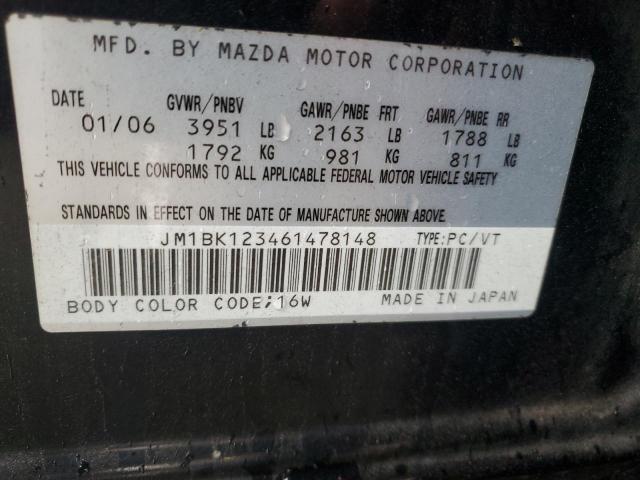 MFD. BY MAZDA MOTOR CORPORATION
DATE GVWR/PNBV GAWR/PNBE FRT GAWR/PNBE RR
01/06 3951 LB 2163 LB 1788 LB
1792 KG 981 KG 811 KG
THIS VEHICLE CONFORMS TO ALL APPLICABLE FEDERAL MOTOR VEHICLE SAFETY
STANDARDS IN EFFECT ON THE DATE OF MANUFACTURE SHOWN ABOVE.
JM1BK123461478148 TYPE:PC/VT
BODY COLOR CODE:16W MADE IN JAPAN